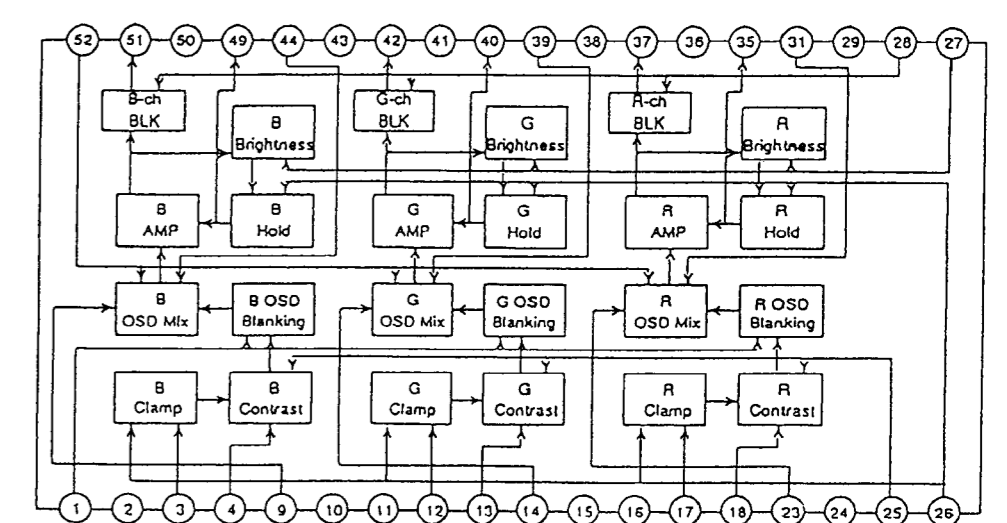 52 51 50 49 44 43 42 41 40 39 38 37 36 35 31 29 28 27
B-ch
BLK
G-ch
BLK
R-ch
BLK
B
Brightness
G
Brightness
R
Brightness
B
AMP
B
Hold
G
AMP
G
Hold
R
AMP
R
Hold
B
OSD Mix
B OSD
Blanking
G
OSD Mix
G OSD
Blanking
R
OSD Mix
R OSD
Blanking
B
Clamp
B
Contrast
G
Clamp
G
Contrast
R
Clamp
R
Contrast
1 2 3 4 9 10 11 12 13 14 15 16 17 18 23 24 25 26